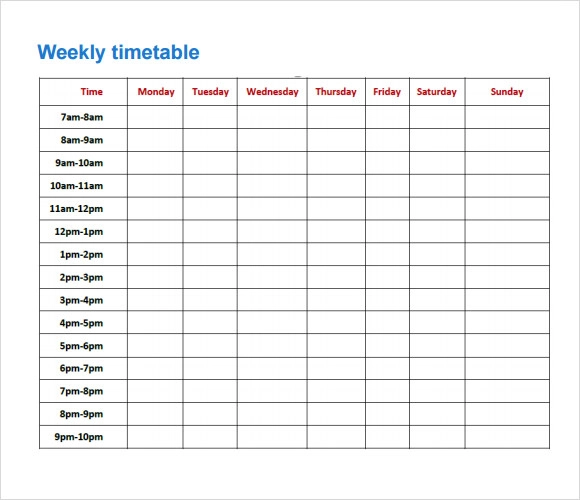 Weekly timetable
Time Monday Tuesday Wednesday Thursday Friday Saturday Sunday
7am-8am
8am-9am
9am-10am
10am-11am
11am-12pm
12pm-1pm
1pm-2pm
2pm-3pm
3pm-4pm
4pm-5pm
5pm-6pm
6pm-7pm
7pm-8pm
8pm-9pm
9pm-10pm